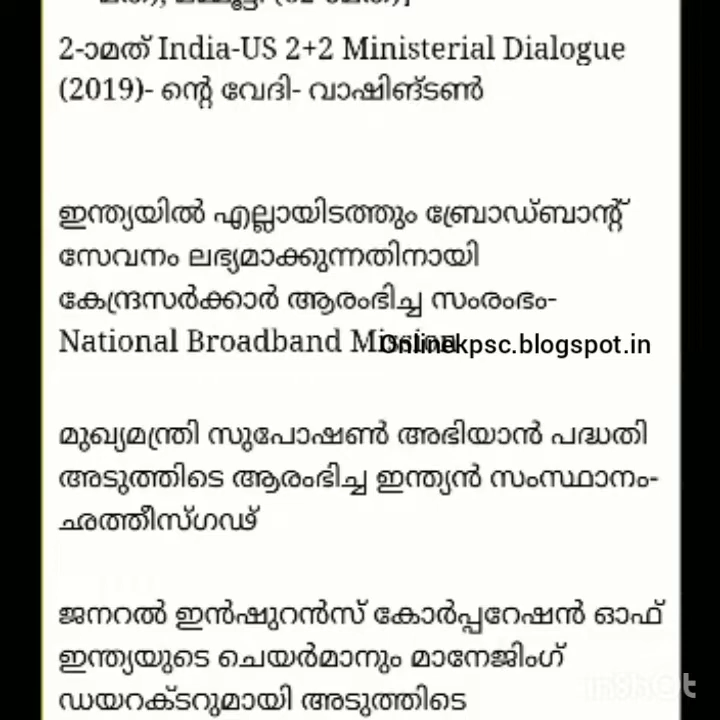 2-ാമത് India-US 2+2 Ministerial Dialogue
(2019)- ന്റെ വേദി- വാഷിങ്ടൺ
ഇന്ത്യയിൽ എല്ലായിടത്തും ബ്രോഡ്ബാന്റ്
സേവനം ലഭ്യമാക്കുന്നതിനായി
കേന്ദ്രസർക്കാർ ആരംഭിച്ച സംരംഭം-
National Broadband Mission
Onlinekpsc.blogspot.in
മുഖ്യമന്ത്രി സുപോഷൺ അഭിയാൻ പദ്ധതി
അടുത്തിടെ ആരംഭിച്ച ഇന്ത്യൻ സംസ്ഥാനം-
ഛത്തീസ്ഗഢ്
ജനറൽ ഇൻഷുറൻസ് കോർപ്പറേഷൻ ഓഫ്
ഇന്ത്യയുടെ ചെയർമാനും മാനേജിംഗ്
ഡയറക്ടറുമായി അടുത്തിടെ
InShOt